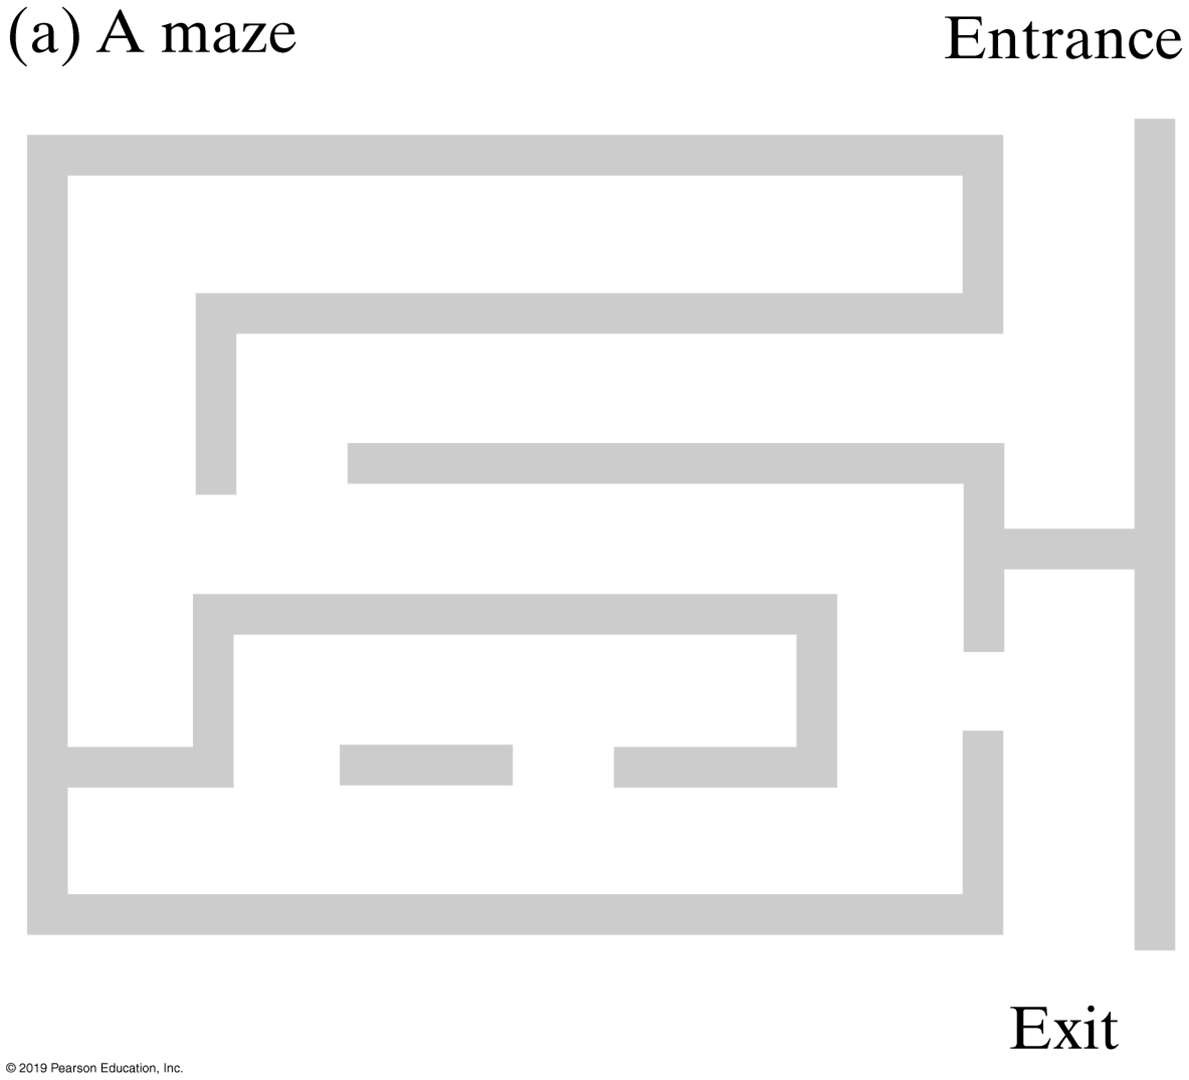 (a) A maze
Entrance
Exit
© 2019 Pearson Education, Inc.